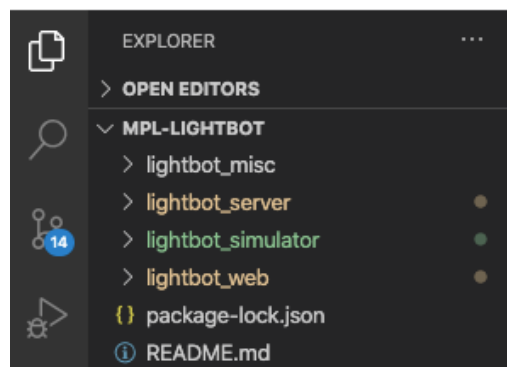 EXPLORER ...
OPEN EDITORS
MPL-LIGHTBOT
lightbot_misc
lightbot_server
lightbot_simulator
14
lightbot_web
{} package-lock.json
README.md